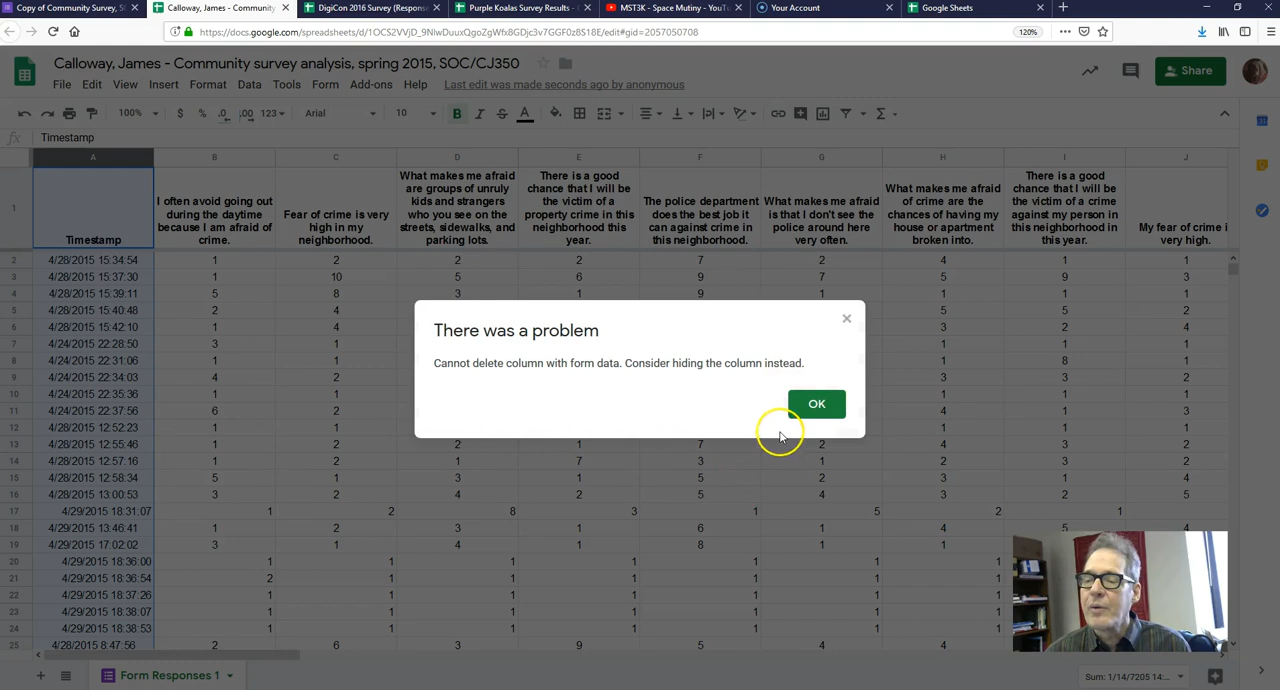 Copy of Community Survey, S
Calloway, James - Community
DigiCon 2016 Survey (Response
Purple Koalas Survey Results - C
MST3K - Space Mutiny - YouT
Your Account
Google Sheets
https://docs.google.com/spreadsheets/d/1OCS2VVjD_9NlwDuuxQgoZgWfx8GDjc3v7GGF0z8S18E/edit#gid=2057050708
120%
Calloway, James - Community survey analysis, spring 2015, SOC/CJ350
Share
File Edit View Insert Format Data Tools Form Add-ons Help Last edit was made seconds ago by anonymous
100% $ % .0 .00 123 Arial 10 B I S A Σ
fx Timestamp
A B C D E F G H I J
1
Timestamp
I often avoid going out
during the daytime
because I am afraid of
crime.
Fear of crime is very
high in my
neighborhood.
What makes me afraid
are groups of unruly
kids and strangers
who you see on the
streets, sidewalks, and
parking lots.
There is a good
chance that I will be
the victim of a
property crime in this
neighborhood this
year.
The police department
does the best job it
can against crime in
this neighborhood.
What makes me afraid
is that I don't see the
police around here
very often.
What makes me afraid
of crime are the
chances of having my
house or apartment
broken into.
There is a good
chance that I will be
the victim of a crime
against my person in
this neighborhood in
this year.
My fear of crime i
very high.
2 4/28/2015 15:34:54 1 2 2 2 7 2 4 1 1
3 4/28/2015 15:37:30 1 10 5 6 9 7 5 9 3
4 4/28/2015 15:39:11 5 8 3 1 9 1 1 1 1
5 4/28/2015 15:40:48 2 4 5 5 2
6 4/28/2015 15:42:10 1 4 3 2 4
7 4/24/2015 22:28:50 3 1 1 1 1
8 4/24/2015 22:31:06 1 1 1 8 1
9 4/24/2015 22:34:03 4 2 3 3 2
10 4/24/2015 22:35:36 1 1 1 1 1
11 4/24/2015 22:37:56 6 2 4 1 3
12 4/28/2015 12:52:23 1 1 1 1 1
13 4/28/2015 12:55:46 1 2 2 1 7 2 4 3 2
14 4/28/2015 12:57:16 1 2 1 7 3 1 2 3 2
15 4/28/2015 12:58:34 5 1 3 1 5 2 3 1 4
16 4/28/2015 13:00:53 3 2 4 2 5 4 3 2 5
17 4/29/2015 18:31:07 1 2 8 3 1 5 2 1
18 4/29/2015 13:46:41 1 2 3 1 6 1 4 5 4
19 4/29/2015 17:02:02 3 1 4 1 8 1 1
20 4/29/2015 18:36:00 1 1 1 1 1 1 1
21 4/29/2015 18:36:54 2 1 1 1 1 1 1
22 4/29/2015 18:37:26 1 1 1 1 1 1 1
23 4/29/2015 18:38:07 1 1 1 1 1 1 1
24 4/29/2015 18:38:53 1 1 1 1 1 1 1
25 4/28/2015 8:47:56 2 6 3 9 5 4 4
There was a problem
Cannot delete column with form data. Consider hiding the column instead.
OK
Form Responses 1
Sum: 1/14/7205 14:...